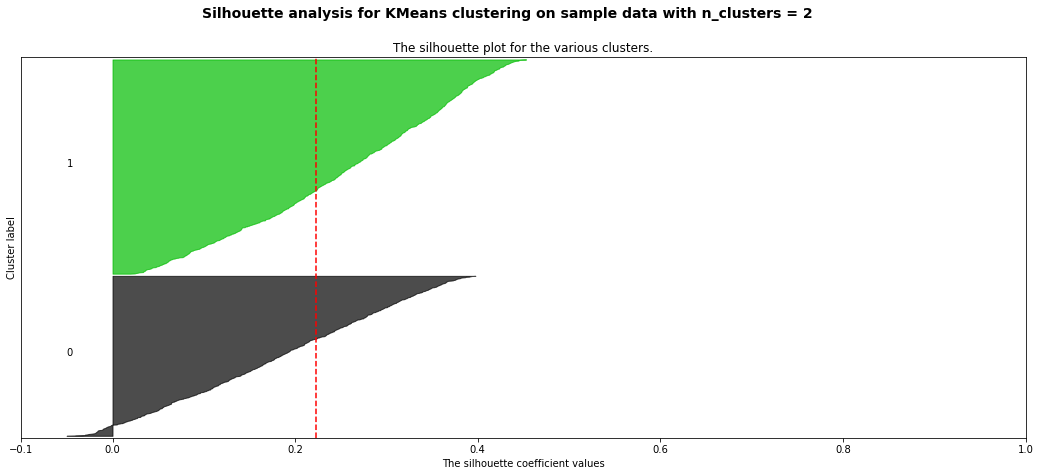 Silhouette analysis for KMeans clustering on sample data with n_clusters = 2
The silhouette plot for the various clusters.
1
0
Cluster label
−0.1 0.0 0.2 0.4 0.6 0.8 1.0
The silhouette coefficient values